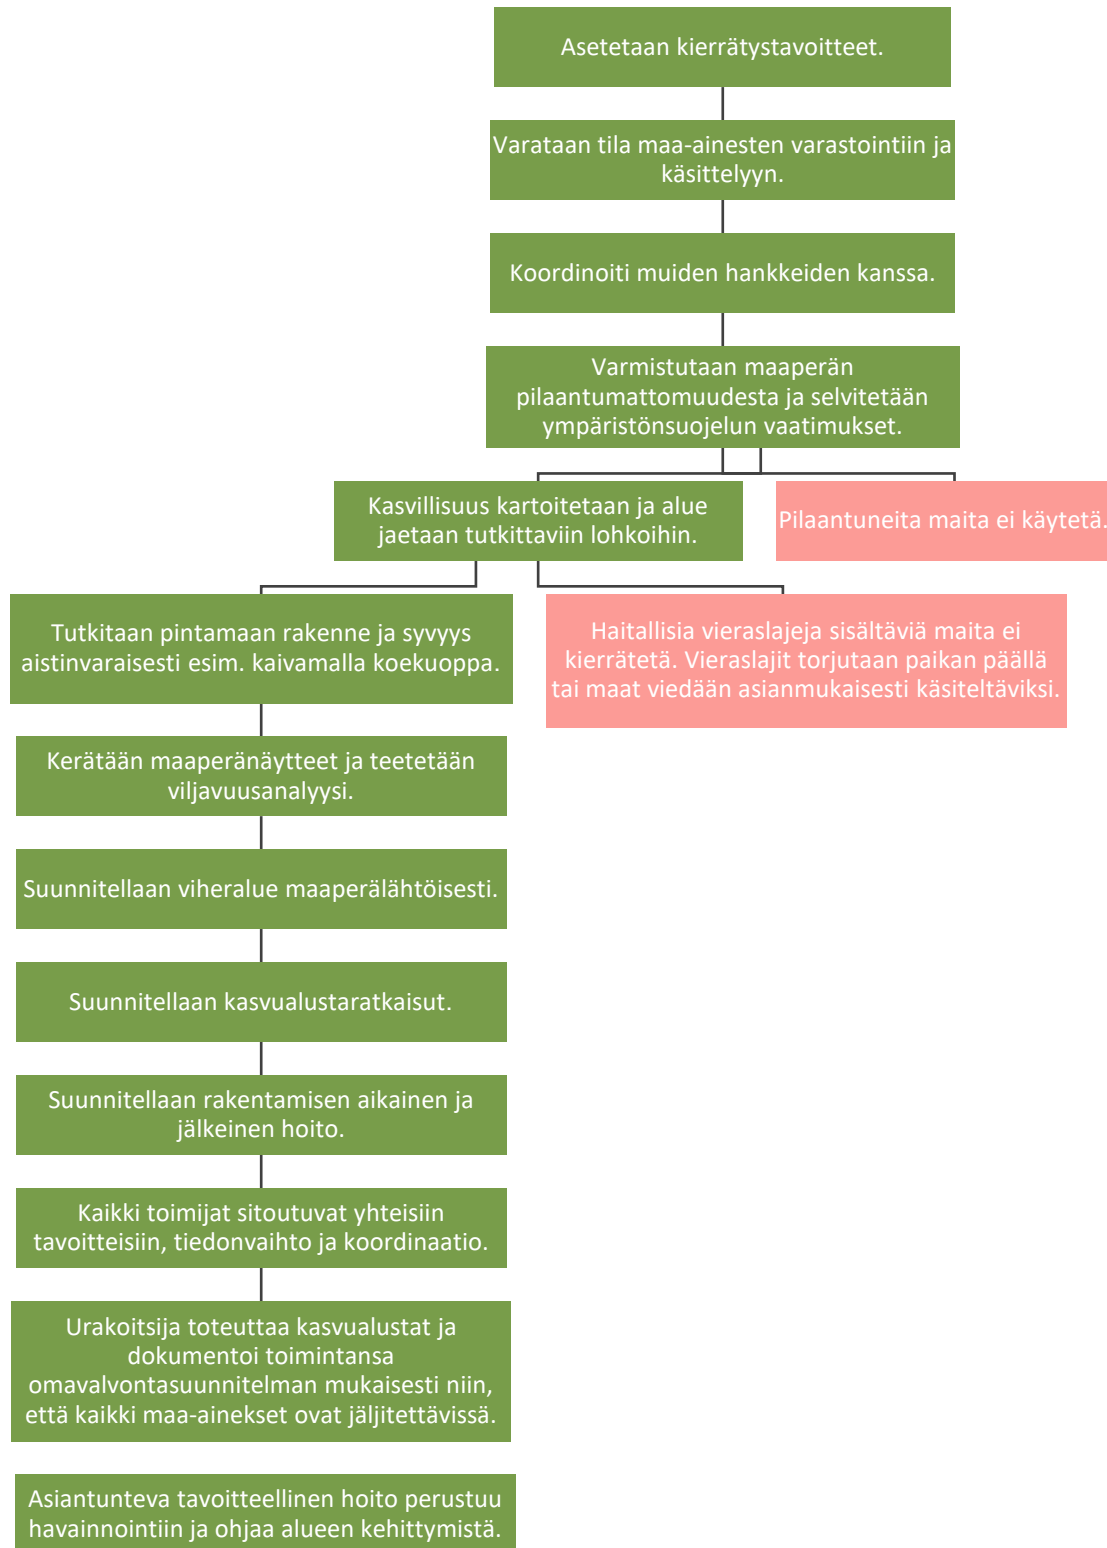 Asetetaan kierrätystavoitteet.
Varataan tila maa-ainesten varastointiin ja
käsittelyyn.
Koordinoiti muiden hankkeiden kanssa.
Varmistutaan maaperän
pilaantumattomuudesta ja selvitetään
ympäristönsuojelun vaatimukset.
Kasvillisuus kartoitetaan ja alue
jaetaan tutkittaviin lohkoihin.
Pilaantuneita maita ei käytetä.
Tutkitaan pintamaan rakenne ja syvyys
aistinvaraisesti esim. kaivamalla koekuoppa.
Haitallisia vieraslajeja sisältäviä maita ei
kierrätetä. Vieraslajit torjutaan paikan päällä
tai maat viedään asianmukaisesti käsiteltäviksi.
Kerätään maaperänäytteet ja teetetään
viljavuusanalyysi.
Suunnitellaan viheralue maaperälähtöisesti.
Suunnitellaan kasvualustaratkaisut.
Suunnitellaan rakentamisen aikainen ja
jälkeinen hoito.
Kaikki toimijat sitoutuvat yhteisiin
tavoitteisiin, tiedonvaihto ja koordinaatio.
Urakoitsija toteuttaa kasvualustat ja
dokumentoi toimintansa
omavalvontasuunnitelman mukaisesti niin,
että kaikki maa-ainekset ovat jäljitettävissä.
Asiantunteva tavoitteellinen hoito perustuu
havainnointiin ja ohjaa alueen kehittymistä.